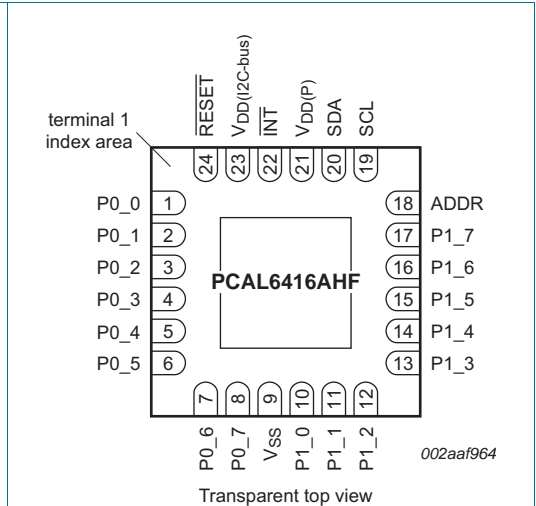 RESET
VDD(I2C-bus)
INT
VDD(P)
SDA
SCL
terminal 1
index area
24
23
22
21
20
19
P0_0 1
18 ADDR
P0_1 2
17 P1_7
P0_2 3
16 P1_6
PCAL6416AHF
P0_3 4
15 P1_5
P0_4 5
14 P1_4
P0_5 6
13 P1_3
7
8
9
10
11
12
P0_6
P0_7
VSS
P1_0
P1_1
P1_2
002aaf964
Transparent top view